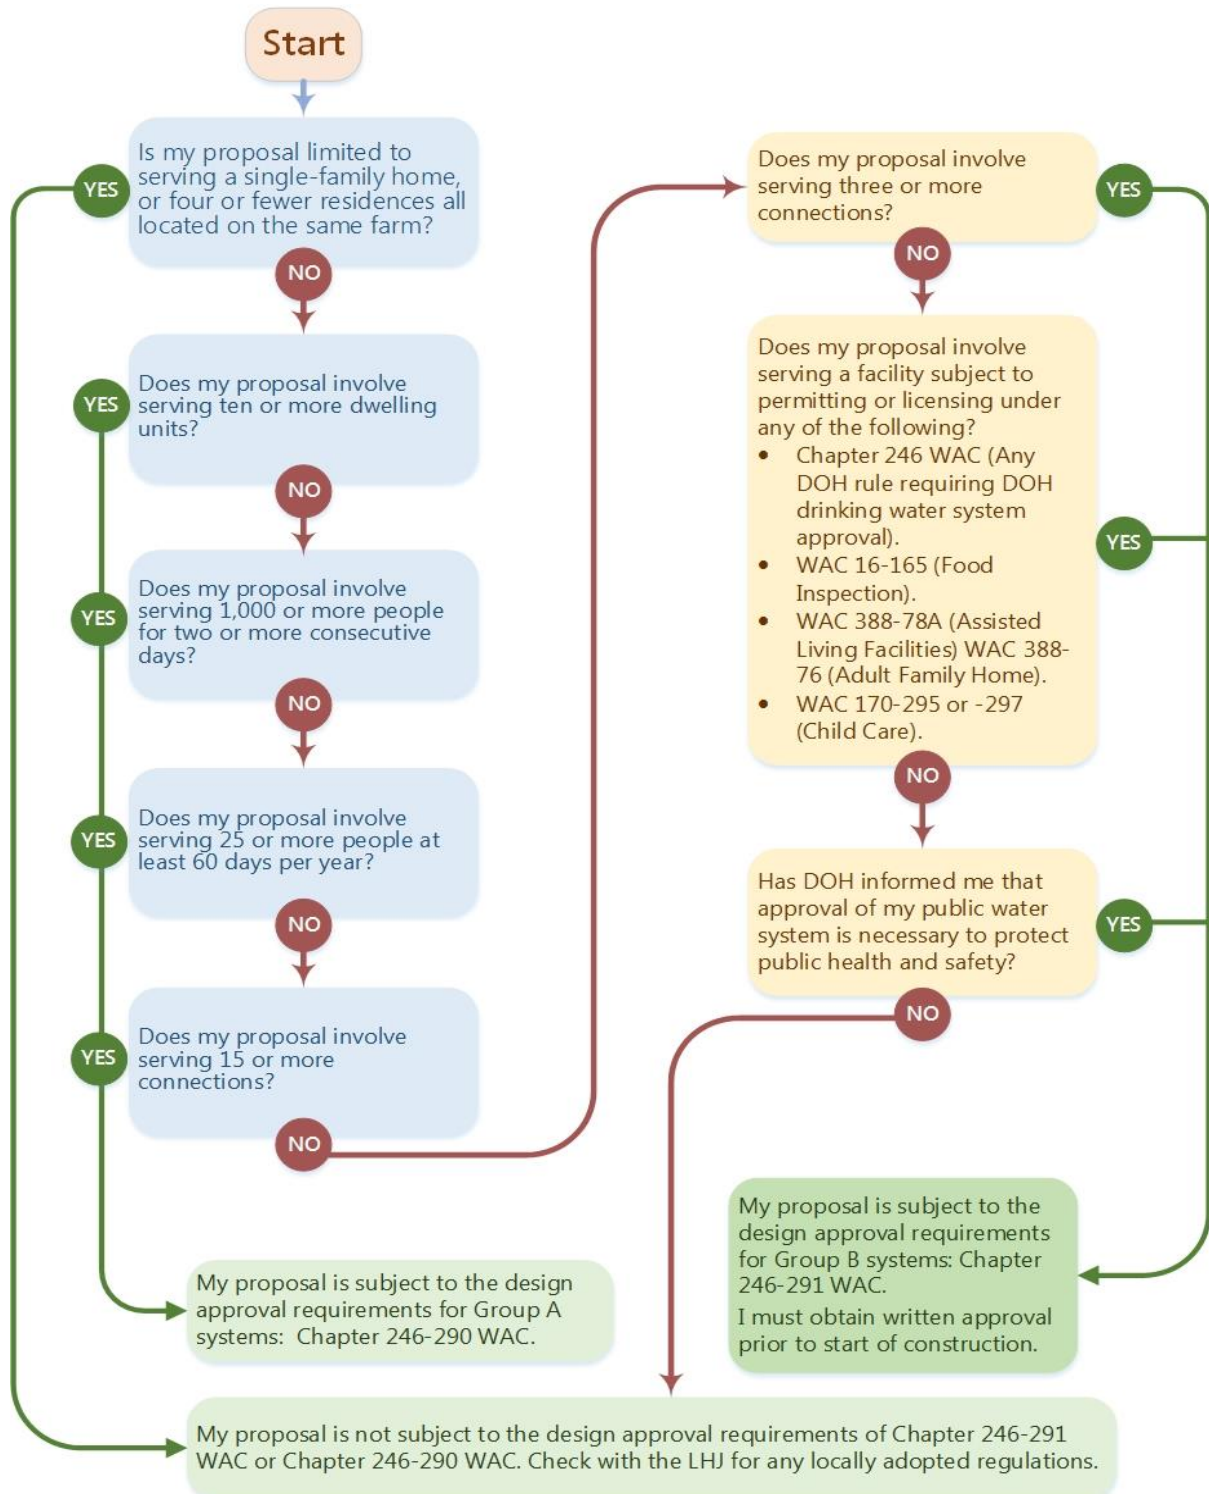 Start
Is my proposal limited to
serving a single-family home,
or four or fewer residences all
located on the same farm?
YES
NO
Does my proposal involve
serving ten or more dwelling
units?
YES
NO
Does my proposal involve
serving 1,000 or more people
for two or more consecutive
days?
YES
NO
Does my proposal involve
serving 25 or more people at
least 60 days per year?
YES
NO
Does my proposal involve
serving 15 or more
connections?
YES
NO
Does my proposal involve
serving three or more
connections?
YES
NO
Does my proposal involve
serving a facility subject to
permitting or licensing under
any of the following?
• Chapter 246 WAC (Any
DOH rule requiring DOH
drinking water system
approval).
• WAC 16-165 (Food
Inspection).
• WAC 388-78A (Assisted
Living Facilities) WAC 388-
76 (Adult Family Home).
• WAC 170-295 or -297
(Child Care).
YES
NO
Has DOH informed me that
approval of my public water
system is necessary to protect
public health and safety?
YES
NO
My proposal is subject to the
design approval requirements
for Group B systems: Chapter
246-291 WAC.
I must obtain written approval
prior to start of construction.
My proposal is subject to the design
approval requirements for Group A
systems: Chapter 246-290 WAC.
My proposal is not subject to the design approval requirements of Chapter 246-291
WAC or Chapter 246-290 WAC. Check with the LHJ for any locally adopted regulations.